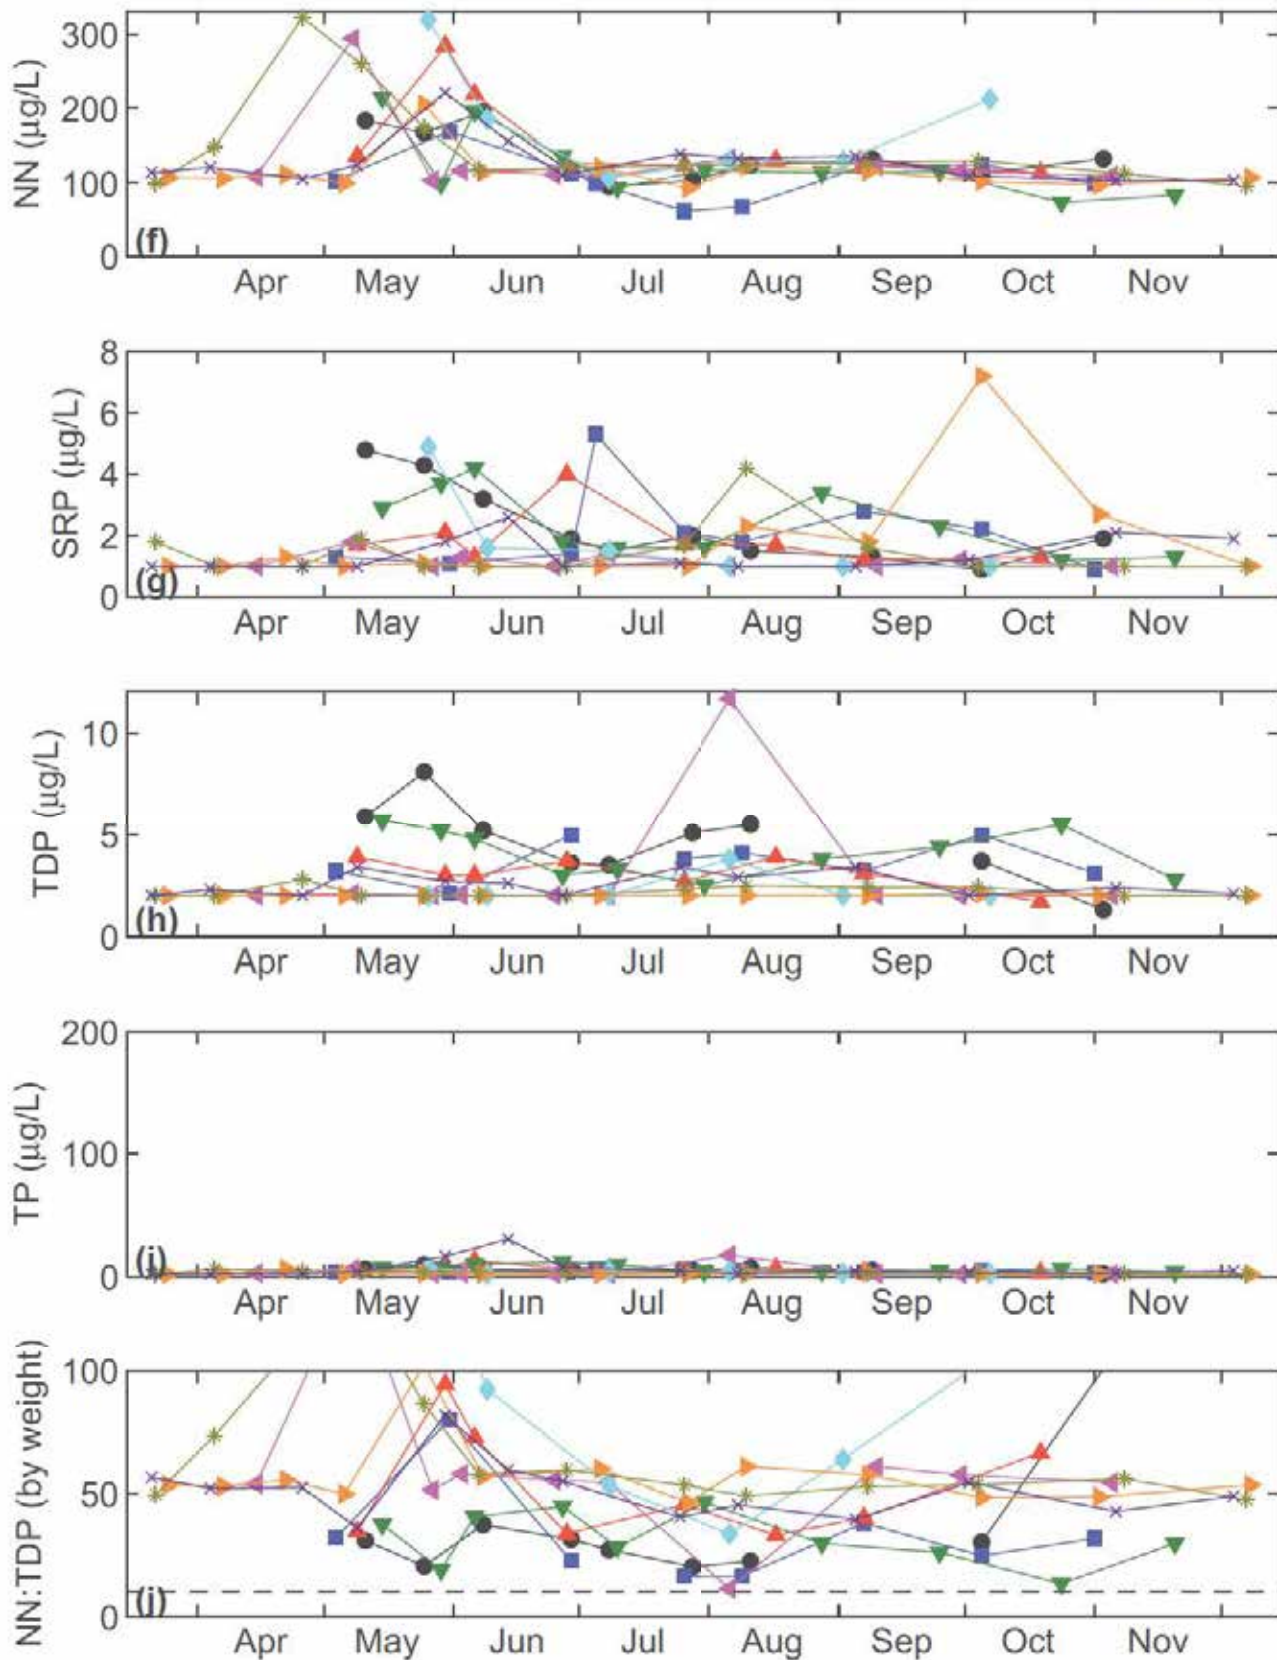 300
200
100
0
NN (µg/L)
(f)
Apr May Jun Jul Aug Sep Oct Nov
8
6
4
2
0
SRP (µg/L)
(g)
Apr May Jun Jul Aug Sep Oct Nov
10
5
0
TDP (µg/L)
(h)
Apr May Jun Jul Aug Sep Oct Nov
200
100
0
TP (µg/L)
(i)
Apr May Jun Jul Aug Sep Oct Nov
100
50
0
NN:TDP (by weight)
(j)
Apr May Jun Jul Aug Sep Oct Nov